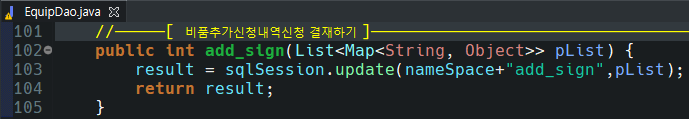 EquipDao.java
101 //─────[ 비품추가신청내역신청 결재하기 ]──────────────────────────────
102 public int add_sign(List<Map<String, Object>> pList) {
103 result = sqlSession.update(nameSpace+"add_sign",pList);
104 return result;
105 }